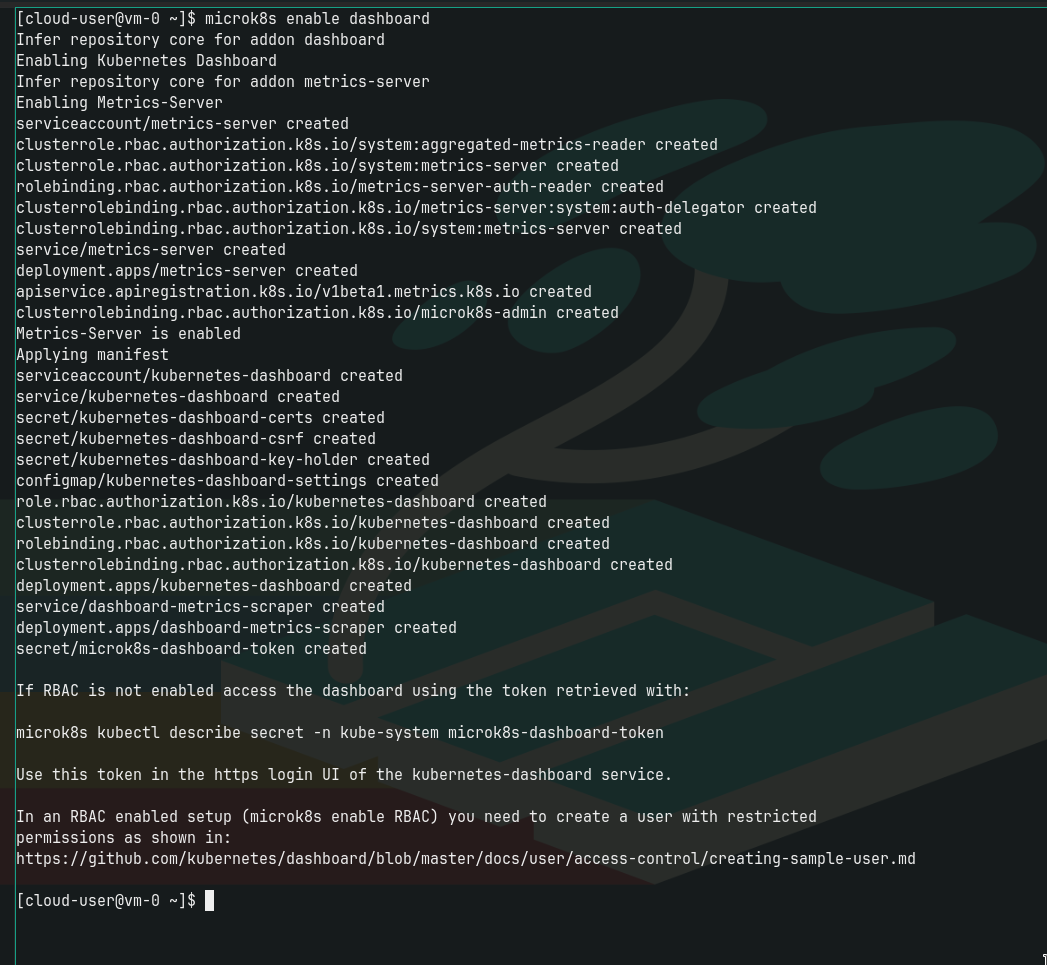 [cloud-user@vm-0 ~]$ microk8s enable dashboard
Infer repository core for addon dashboard
Enabling Kubernetes Dashboard
Infer repository core for addon metrics-server
Enabling Metrics-Server
serviceaccount/metrics-server created
clusterrole.rbac.authorization.k8s.io/system:aggregated-metrics-reader created
clusterrole.rbac.authorization.k8s.io/system:metrics-server created
rolebinding.rbac.authorization.k8s.io/metrics-server-auth-reader created
clusterrolebinding.rbac.authorization.k8s.io/metrics-server:system:auth-delegator created
clusterrolebinding.rbac.authorization.k8s.io/system:metrics-server created
service/metrics-server created
deployment.apps/metrics-server created
apiservice.apiregistration.k8s.io/v1beta1.metrics.k8s.io created
clusterrolebinding.rbac.authorization.k8s.io/microk8s-admin created
Metrics-Server is enabled
Applying manifest
serviceaccount/kubernetes-dashboard created
service/kubernetes-dashboard created
secret/kubernetes-dashboard-certs created
secret/kubernetes-dashboard-csrf created
secret/kubernetes-dashboard-key-holder created
configmap/kubernetes-dashboard-settings created
role.rbac.authorization.k8s.io/kubernetes-dashboard created
clusterrole.rbac.authorization.k8s.io/kubernetes-dashboard created
rolebinding.rbac.authorization.k8s.io/kubernetes-dashboard created
clusterrolebinding.rbac.authorization.k8s.io/kubernetes-dashboard created
deployment.apps/kubernetes-dashboard created
service/dashboard-metrics-scraper created
deployment.apps/dashboard-metrics-scraper created
secret/microk8s-dashboard-token created
If RBAC is not enabled access the dashboard using the token retrieved with:
microk8s kubectl describe secret -n kube-system microk8s-dashboard-token
Use this token in the https login UI of the kubernetes-dashboard service.
In an RBAC enabled setup (microk8s enable RBAC) you need to create a user with restricted
permissions as shown in:
https://github.com/kubernetes/dashboard/blob/master/docs/user/access-control/creating-sample-user.md
[cloud-user@vm-0 ~]$